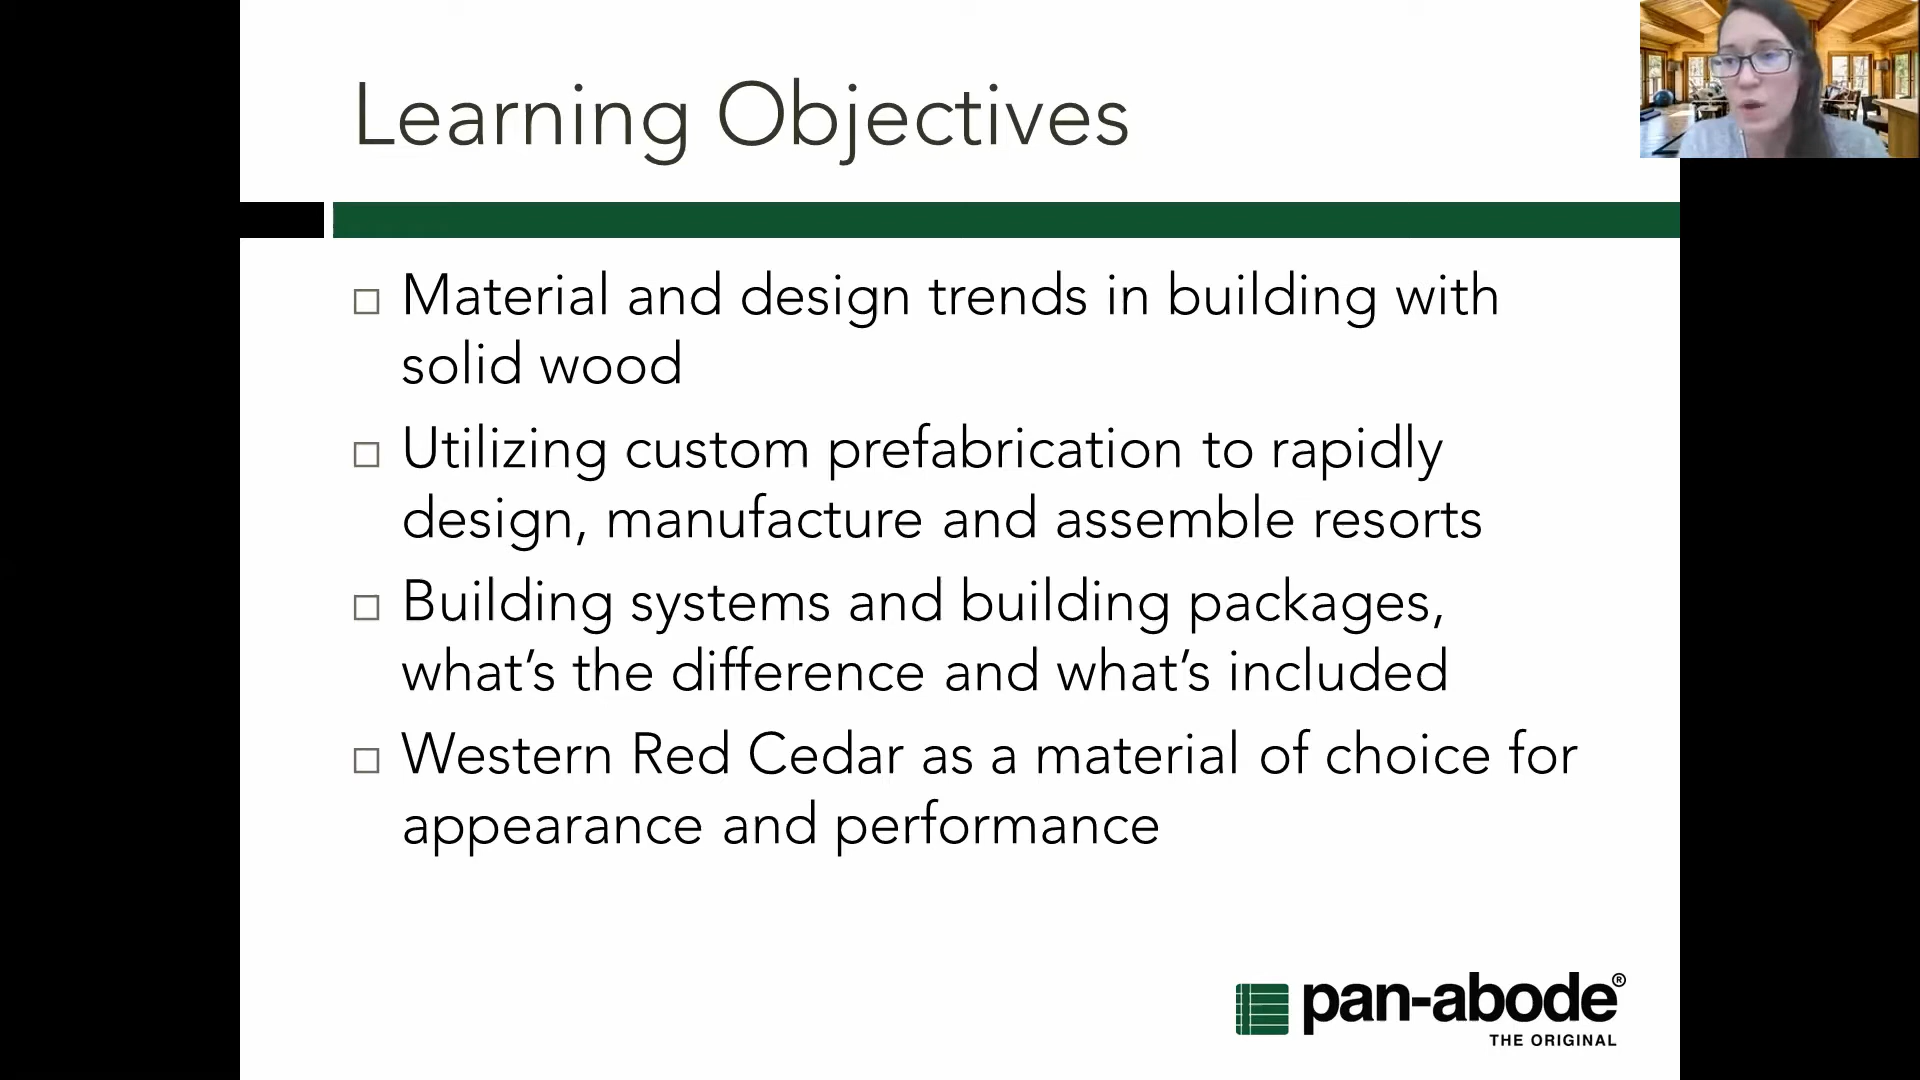 Learning Objectives
Material and design trends in building with
solid wood
Utilizing custom prefabrication to rapidly
design, manufacture and assemble resorts
Building systems and building packages,
what’s the difference and what’s included
Western Red Cedar as a material of choice for
appearance and performance
pan-abode®
THE ORIGINAL